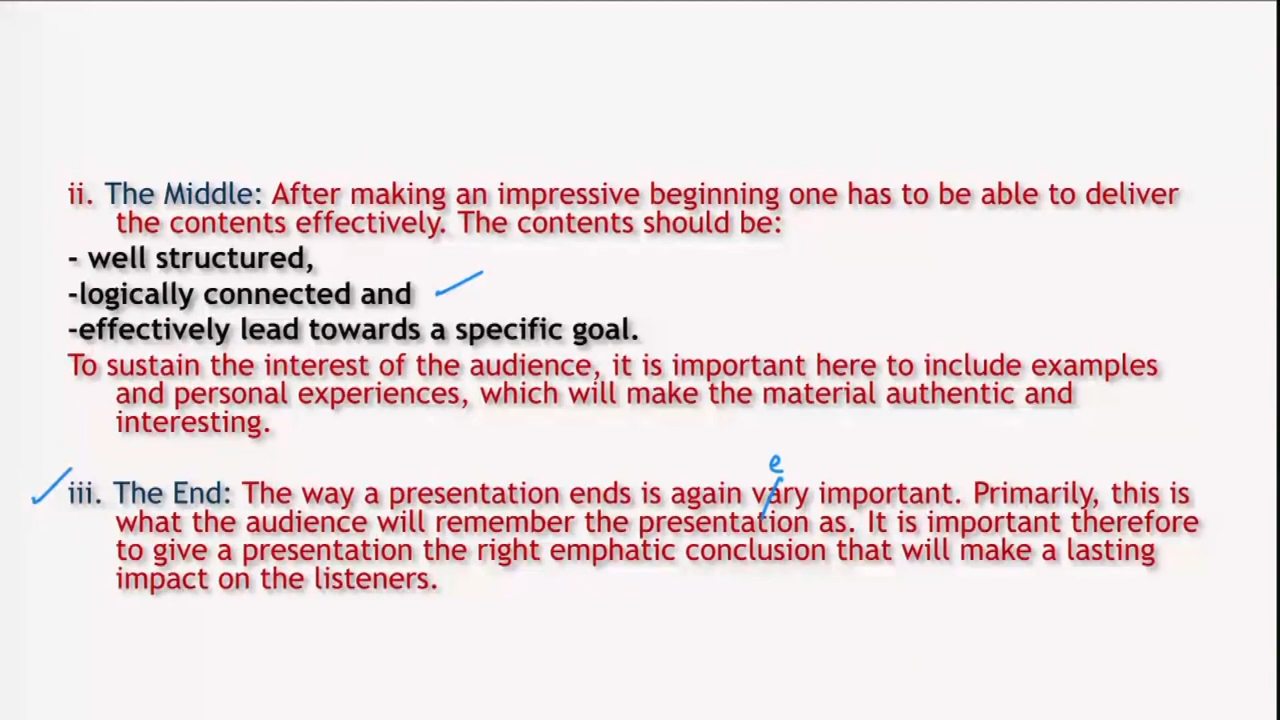 ii. The Middle: After making an impressive beginning one has to be able to deliver
the contents effectively. The contents should be:
- well structured,
-logically connected and
-effectively lead towards a specific goal.
To sustain the interest of the audience, it is important here to include examples
and personal experiences, which will make the material authentic and
interesting.
e
iii. The End: The way a presentation ends is again vary important. Primarily, this is
what the audience will remember the presentation as. It is important therefore
to give a presentation the right emphatic conclusion that will make a lasting
impact on the listeners.